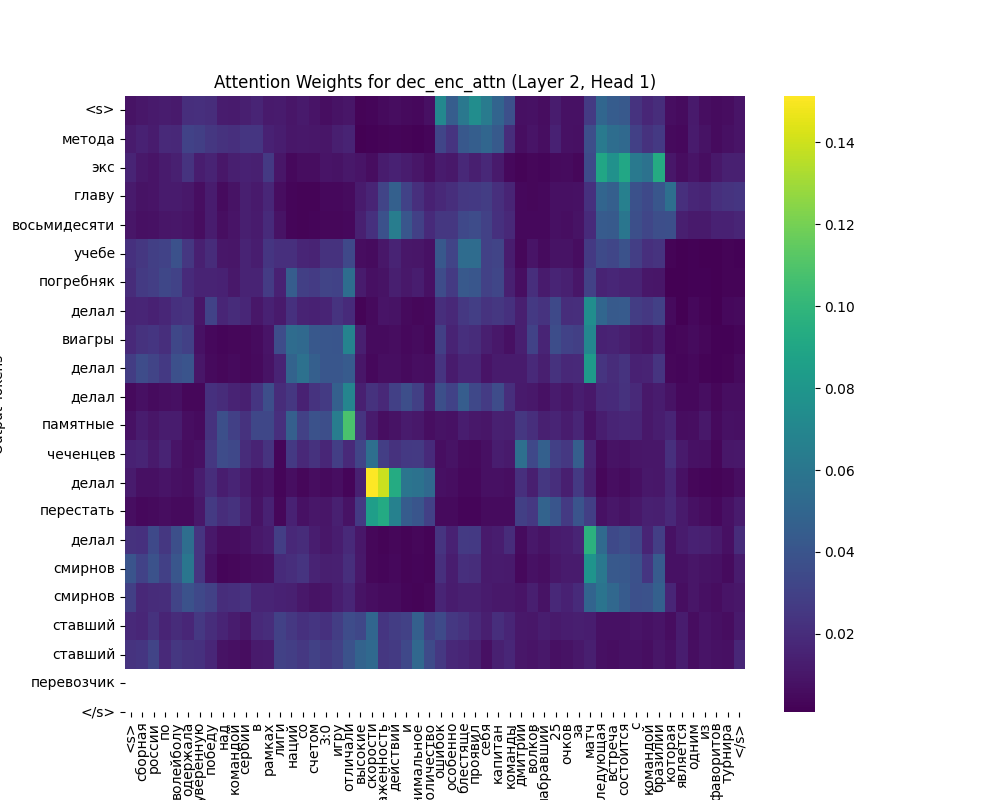 Attention Weights for dec_enc_attn (Layer 2, Head 1)
<s>
метода
экс
главу
восьмидесяти
учебе
погребняк
делал
виагры
делал
делал
памятные
чеченцев
делал
перестать
делал
смирнов
смирнов
ставший
ставший
перевозчик
</s>
0.14
0.12
0.10
0.08
0.06
0.04
0.02
<s>
сборная
россии
по
волейболу
одержала
уверенную
победу
над
командой
сербии
в
рамках
лиги
наций
со
счетом
3:0
игру
отличали
высокие
скорости
действий
и
ошибок
особенно
блестяще
проявил
себя
капитан
команды
дмитрий
волков
25
очков
за
матч
встреча
состоится
с
командой
бразилии
которая
является
одним
из
фаворитов
турнира
</s>